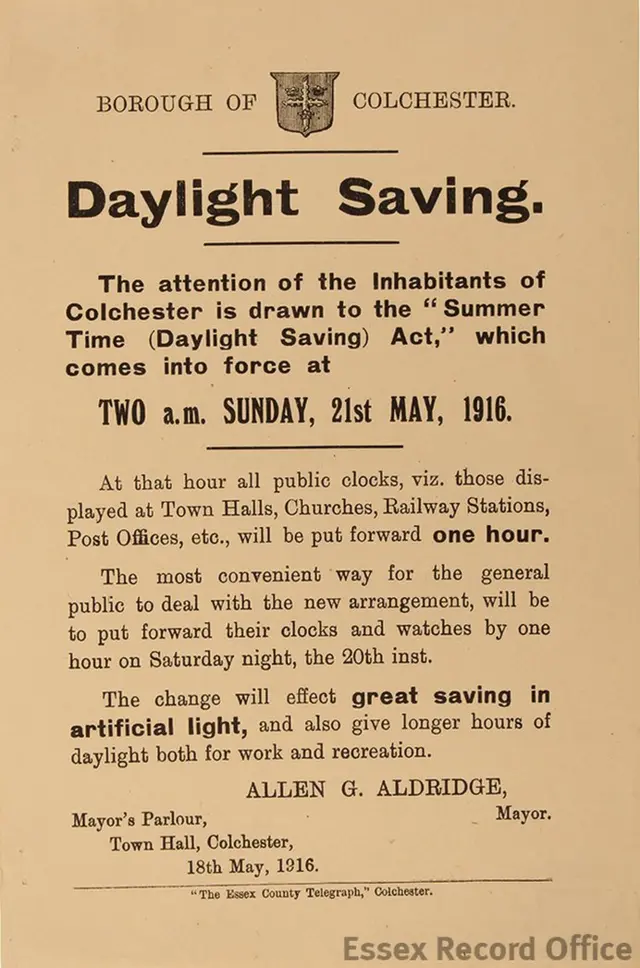 BOROUGH OF COLCHESTER.
Daylight Saving.
The attention of the Inhabitants of
Colchester is drawn to the "Summer
Time (Daylight Saving) Act," which
comes into force at
TWO a.m. SUNDAY, 21st MAY, 1916.
At that hour all public clocks, viz. those dis-
played at Town Halls, Churches, Railway Stations,
Post Offices, etc., will be put forward one hour.
The most convenient way for the general
public to deal with the new arrangement, will be
to put forward their clocks and watches by one
hour on Saturday night, the 20th inst.
The change will effect great saving in
artificial light, and also give longer hours of
daylight both for work and recreation.
ALLEN G. ALDRIDGE,
Mayor's Parlour, Mayor.
Town Hall, Colchester,
18th May, 1916.
"The Essex County Telegraph," Colchester.
Essex Record Office